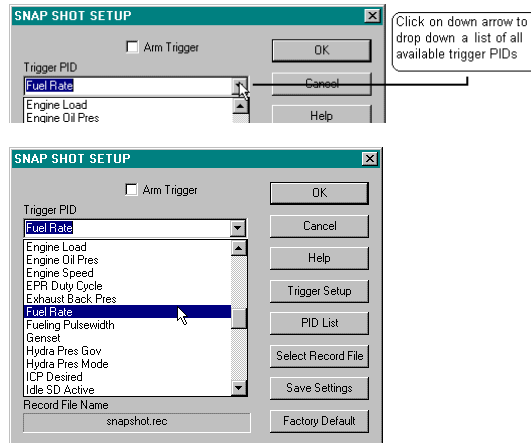 SNAP SHOT SETUP
Click on down arrow to
drop down a list of all
available trigger PIDs
Arm Trigger
OK
Trigger PID
Fuel Rate
Cancel
Engine Load
Engine Oil Pres
Help
SNAP SHOT SETUP
Arm Trigger
OK
Trigger PID
Fuel Rate
Cancel
Engine Load
Engine Oil Pres
Engine Speed
EPR Duty Cycle
Exhaust Back Pres
Fuel Rate
Fueling Pulsewidth
Genset
Hydra Pres Gov
Hydra Pres Mode
ICP Desired
Idle SD Active
Help
Trigger Setup
PID List
Select Record File
Save Settings
Record File Name
snapshot.rec
Factory Default